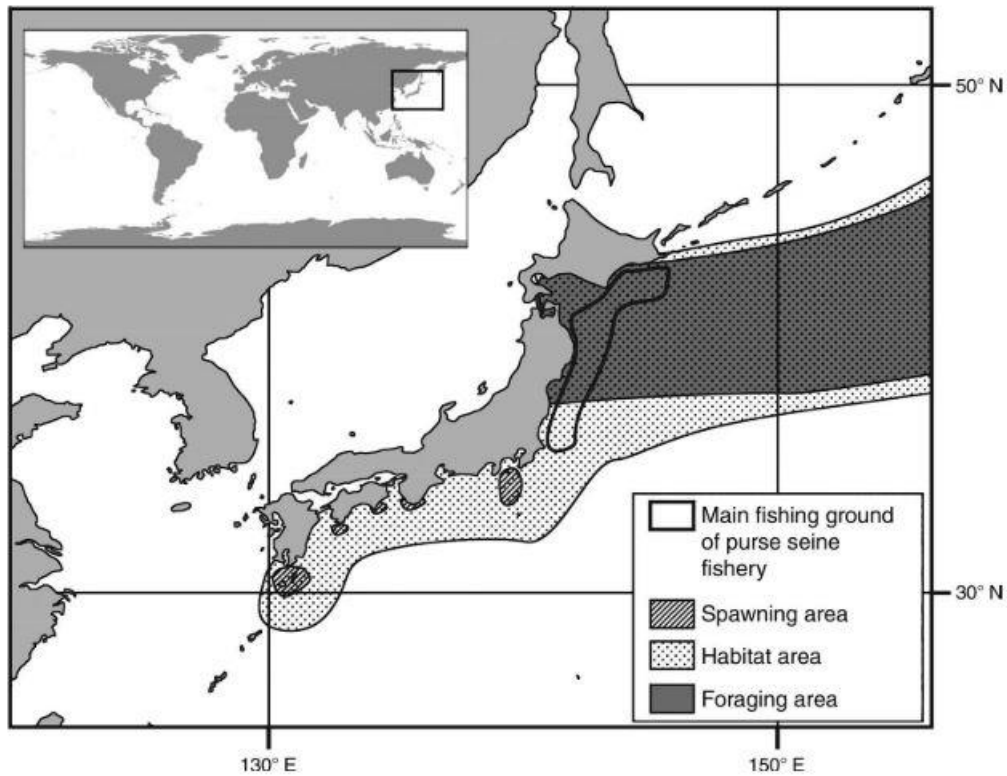 50° N
Main fishing ground
of purse seine
fishery
Spawning area
30° N
Habitat area
Foraging area
130° E
150° E